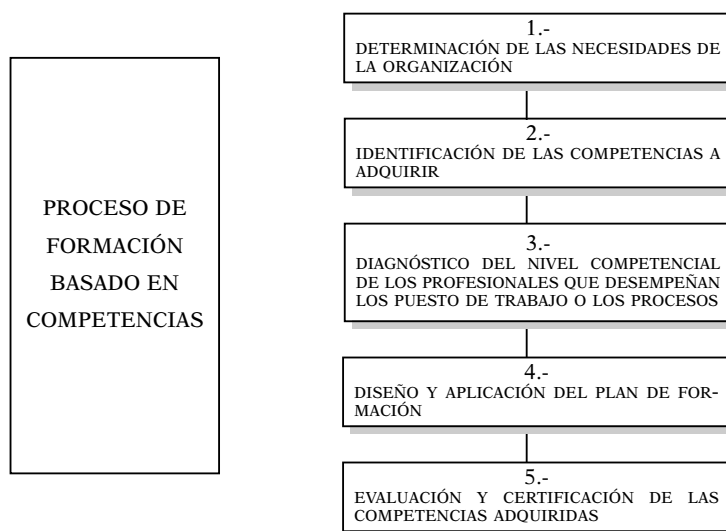 PROCESO DE
FORMACIÓN
BASADO EN
COMPETENCIAS
1.-
DETERMINACIÓN DE LAS NECESIDADES DE
LA ORGANIZACIÓN
2.-
IDENTIFICACIÓN DE LAS COMPETENCIAS A
ADQUIRIR
3.-
DIAGNÓSTICO DEL NIVEL COMPETENCIAL
DE LOS PROFESIONALES QUE DESEMPEÑAN
LOS PUESTO DE TRABAJO O LOS PROCESOS
4.-
DISEÑO Y APLICACIÓN DEL PLAN DE FOR-
MACIÓN
5.-
EVALUACIÓN Y CERTIFICACIÓN DE LAS
COMPETENCIAS ADQUIRIDAS